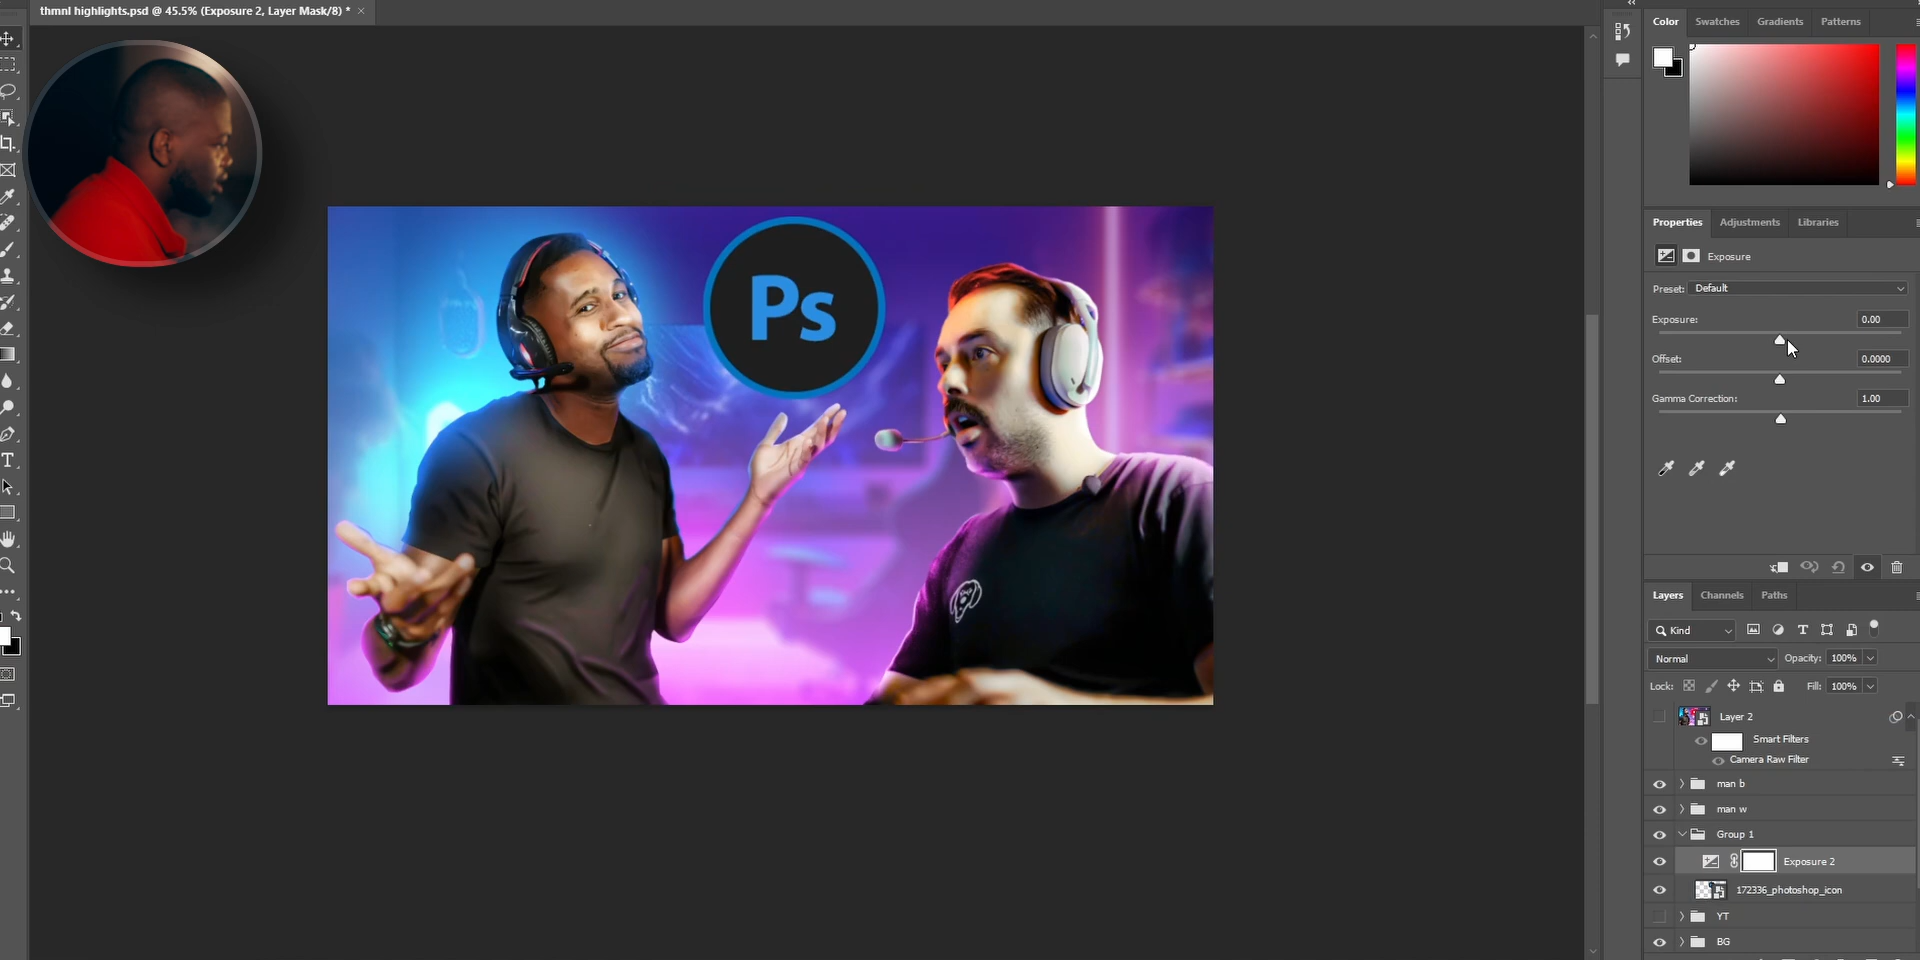 thmnl highlights.psd @ 45.5% (Exposure 2, Layer Mask/8) *
Color Swatches Gradients Patterns
Ps
Properties Adjustments Libraries
Exposure
Preset: Default
Exposure: 0.00
Offset: 0.0000
Gamma Correction: 1.00
Layers Channels Paths
Kind
Normal Opacity: 100%
Lock: Fill: 100%
Layer 2
Smart Filters
Camera Raw Filter
man b
man w
Group 1
Exposure 2
172336_photoshop_icon
YT
BG